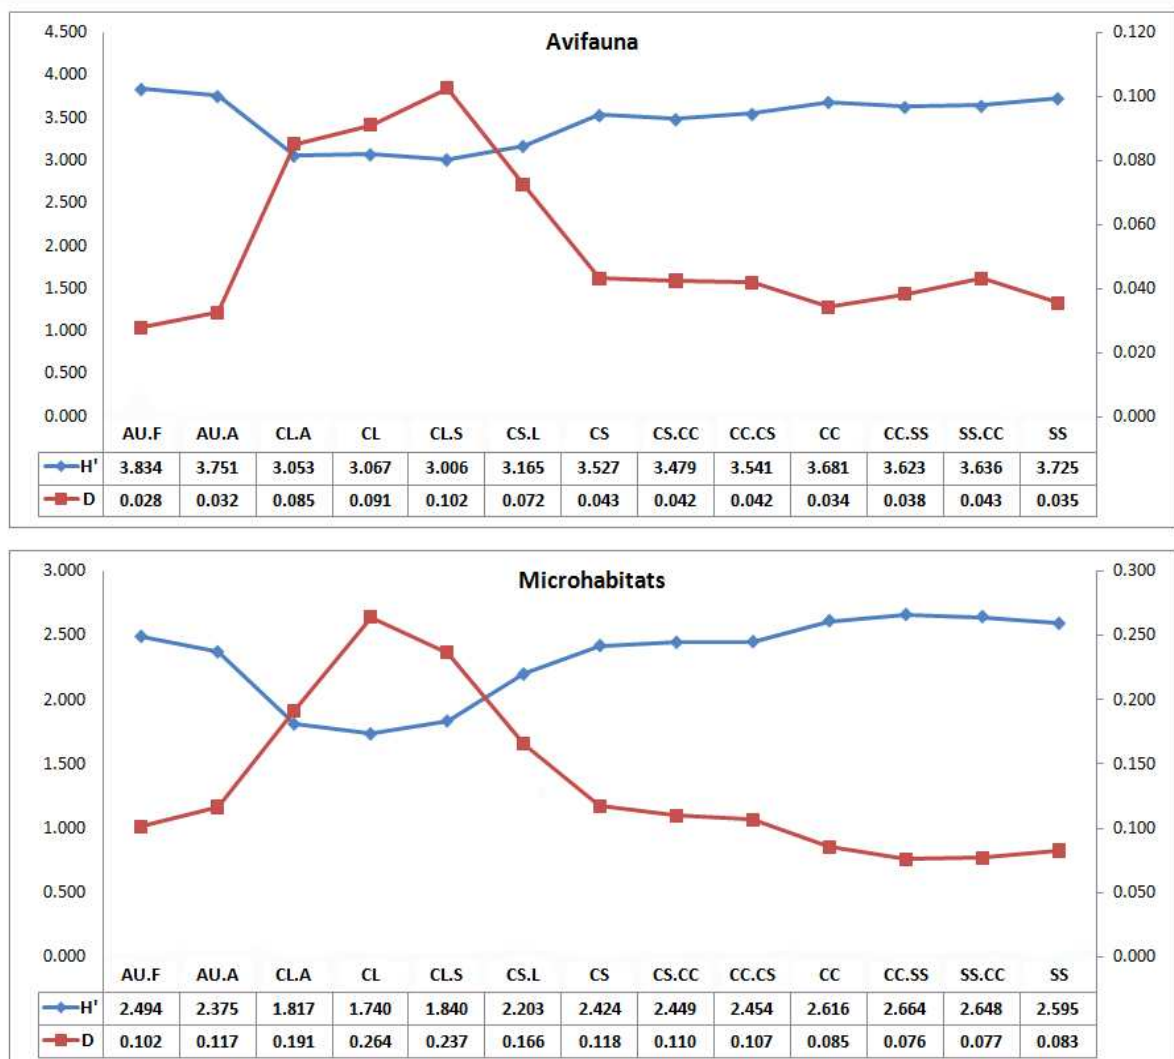 Avifauna
4.500 0.120
4.000 0.100
3.500
3.000 0.080
2.500 0.060
2.000
1.500 0.040
1.000 0.020
0.500
0.000 0.000
AU.F AU.A CL.A CL CL.S CS.L CS CS.CC CC.CS CC CC.SS SS.CC SS
H' 3.834 3.751 3.053 3.067 3.006 3.165 3.527 3.479 3.541 3.681 3.623 3.636 3.725
D 0.028 0.032 0.085 0.091 0.102 0.072 0.043 0.042 0.042 0.034 0.038 0.043 0.035
Microhabitats
3.000 0.300
2.500 0.250
2.000 0.200
1.500 0.150
1.000 0.100
0.500 0.050
0.000 0.000
AU.F AU.A CL.A CL CL.S CS.L CS CS.CC CC.CS CC CC.SS SS.CC SS
H' 2.494 2.375 1.817 1.740 1.840 2.203 2.424 2.449 2.454 2.616 2.664 2.648 2.595
D 0.102 0.117 0.191 0.264 0.237 0.166 0.118 0.110 0.107 0.085 0.076 0.077 0.083